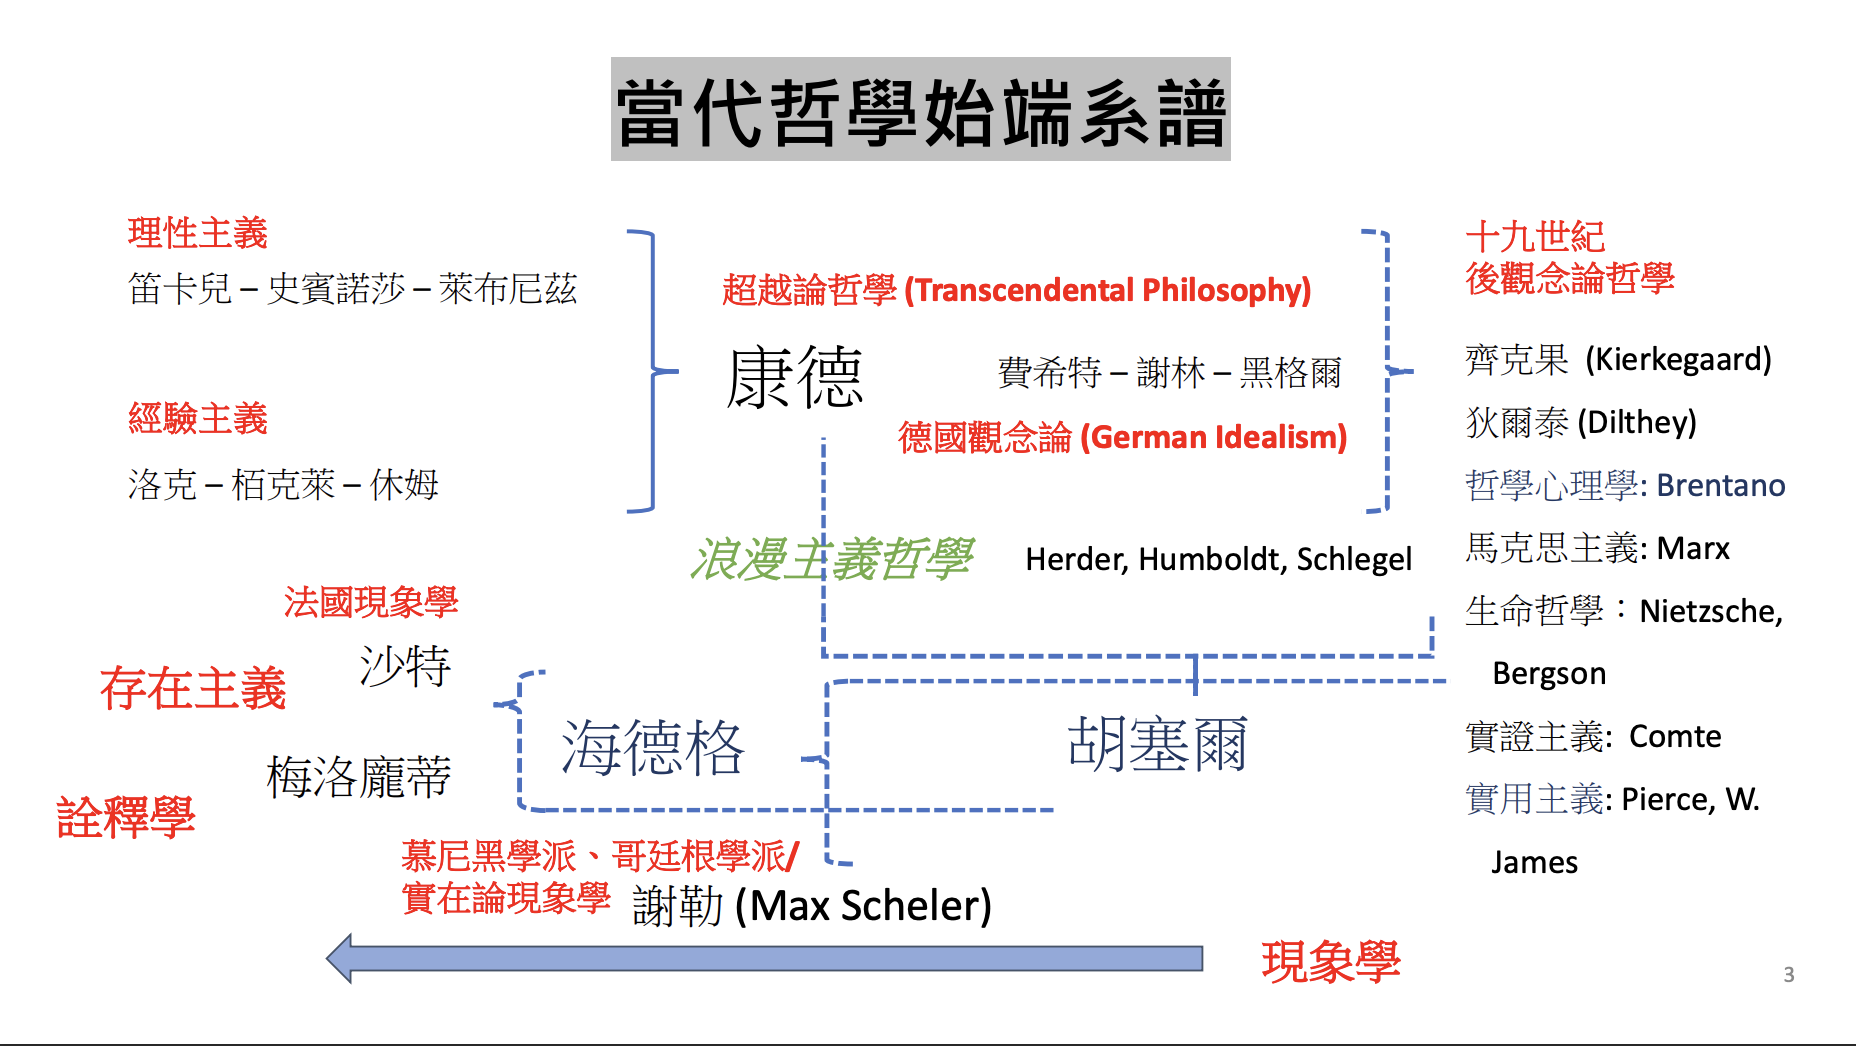 當代哲學始端系譜
理性主義
笛卡兒 – 史賓諾莎 – 萊布尼茲
經驗主義
洛克 – 栢克萊 – 休姆
超越論哲學 (Transcendental Philosophy)
康德
費希特 – 謝林 – 黑格爾
德國觀念論 (German Idealism)
浪漫主義哲學
Herder, Humboldt, Schlegel
十九世紀
後觀念論哲學
齊克果 (Kierkegaard)
狄爾泰 (Dilthey)
哲學心理學: Brentano
馬克思主義: Marx
生命哲學：Nietzsche,
Bergson
實證主義: Comte
實用主義: Pierce, W.
James
法國現象學
沙特
存在主義
梅洛龐蒂
詮釋學
海德格
胡塞爾
慕尼黑學派、哥廷根學派/
實在論現象學
謝勒 (Max Scheler)
現象學
3